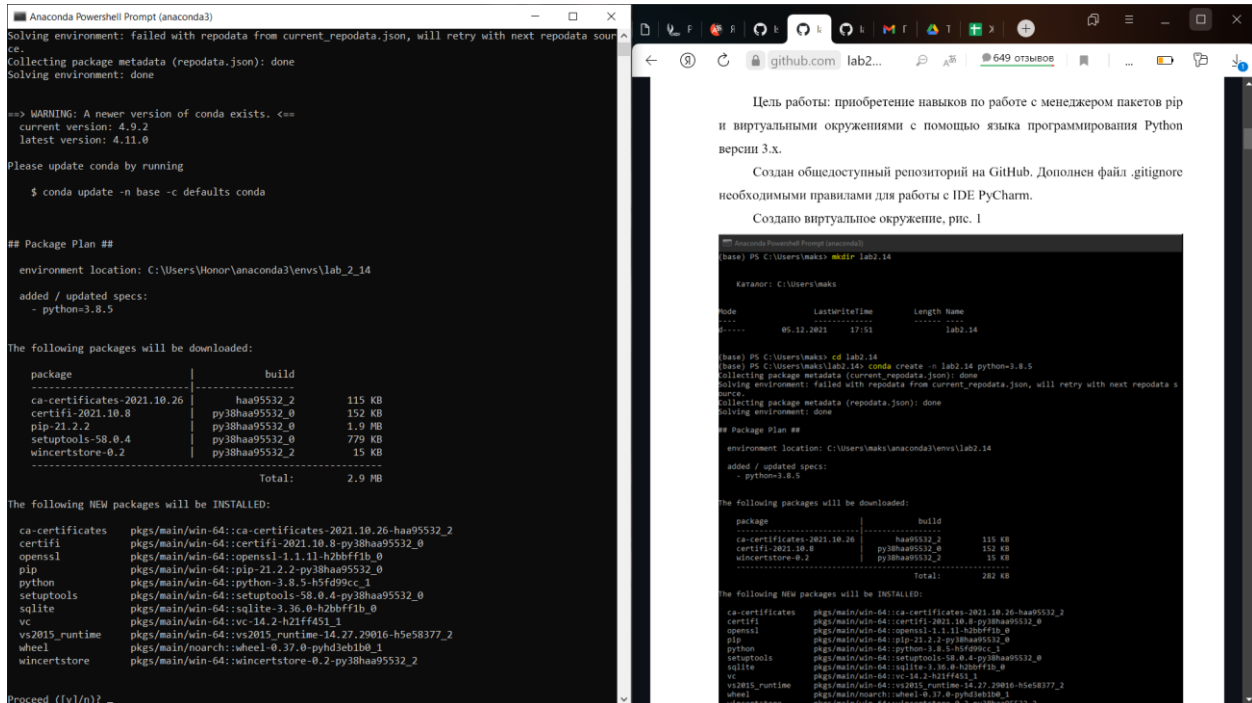 Anaconda Powershell Prompt (anaconda3)
Solving environment: failed with repodata from current_repodata.json, will retry with next repodata sour
ce.
Collecting package metadata (repodata.json): done
Solving environment: done
==> WARNING: A newer version of conda exists. <==
current version: 4.9.2
latest version: 4.11.0
Please update conda by running
$ conda update -n base -c defaults conda
## Package Plan ##
environment location: C:\Users\Honor\anaconda3\envs\lab_2_14
added / updated specs:
- python=3.8.5
The following packages will be downloaded:
package | build
---------------------------|-----------------
ca-certificates-2021.10.26 | haa95532_2 115 KB
certifi-2021.10.8 | py38haa95532_0 152 KB
pip-21.2.2 | py38haa95532_0 1.9 MB
setuptools-58.0.4 | py38haa95532_0 779 KB
wincertstore-0.2 | py38haa95532_2 15 KB
------------------------------------------------------------
Total: 2.9 MB
The following NEW packages will be INSTALLED:
ca-certificates pkgs/main/win-64::ca-certificates-2021.10.26-haa95532_2
certifi pkgs/main/win-64::certifi-2021.10.8-py38haa95532_0
openssl pkgs/main/win-64::openssl-1.1.1l-h2bbff1b_0
pip pkgs/main/win-64::pip-21.2.2-py38haa95532_0
python pkgs/main/win-64::python-3.8.5-h5fd99cc_1
setuptools pkgs/main/win-64::setuptools-58.0.4-py38haa95532_0
sqlite pkgs/main/win-64::sqlite-3.36.0-h2bbff1b_0
vc pkgs/main/win-64::vc-14.2-h21ff451_1
vs2015_runtime pkgs/main/win-64::vs2015_runtime-14.27.29016-h5e58377_2
wheel pkgs/main/noarch::wheel-0.37.0-pyhd3eb1b0_1
wincertstore pkgs/main/win-64::wincertstore-0.2-py38haa95532_2
Proceed ([y]/n)? _
github.com lab2... 649 отзывов ...
Цель работы: приобретение навыков по работе с менеджером пакетов pip
и виртуальными окружениями с помощью языка программирования Python
версии 3.x.
Создан общедоступный репозиторий на GitHub. Дополнен файл .gitignore
необходимыми правилами для работы с IDE PyCharm.
Создано виртуальное окружение, рис. 1
Anaconda Powershell Prompt (anaconda3)
(base) PS C:\Users\maks> mkdir lab2.14
Каталог: C:\Users\maks
Mode LastWriteTime Length Name
---- ------------- ------ ----
d----- 05.12.2021 17:51 lab2.14
(base) PS C:\Users\maks> cd lab2.14
(base) PS C:\Users\maks\lab2.14> conda create -n lab2.14 python=3.8.5
Collecting package metadata (current_repodata.json): done
Solving environment: failed with repodata from current_repodata.json, will retry with next repodata s
ource.
Collecting package metadata (repodata.json): done
Solving environment: done
## Package Plan ##
environment location: C:\Users\maks\anaconda3\envs\lab2.14
added / updated specs:
- python=3.8.5
The following packages will be downloaded:
package | build
---------------------------|-----------------
ca-certificates-2021.10.26 | haa95532_2 115 KB
certifi-2021.10.8 | py38haa95532_0 152 KB
wincertstore-0.2 | py38haa95532_2 15 KB
------------------------------------------------------------
Total: 282 KB
The following NEW packages will be INSTALLED:
ca-certificates pkgs/main/win-64::ca-certificates-2021.10.26-haa95532_2
certifi pkgs/main/win-64::certifi-2021.10.8-py38haa95532_0
openssl pkgs/main/win-64::openssl-1.1.1l-h2bbff1b_0
pip pkgs/main/win-64::pip-21.2.2-py38haa95532_0
python pkgs/main/win-64::python-3.8.5-h5fd99cc_1
setuptools pkgs/main/win-64::setuptools-58.0.4-py38haa95532_0
sqlite pkgs/main/win-64::sqlite-3.36.0-h2bbff1b_0
vc pkgs/main/win-64::vc-14.2-h21ff451_1
vs2015_runtime pkgs/main/win-64::vs2015_runtime-14.27.29016-h5e58377_2
wheel pkgs/main/noarch::wheel-0.37.0-pyhd3eb1b0_1